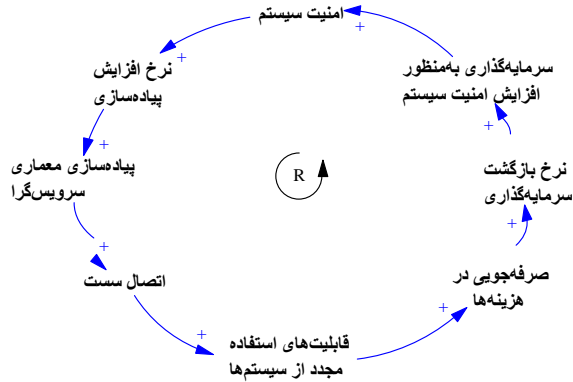 امنیت سیستم
+
نرخ افزایش
پیاده‌سازی
+
پیاده‌سازی معماری
سرویس‌گرا
+
اتصال سست
+
قابلیت‌های استفاده
مجدد از سیستم‌ها
+
صرفه‌جویی در
هزینه‌ها
+
نرخ بازگشت
سرمایه‌گذاری
+
سرمایه‌گذاری به‌منظور
افزایش امنیت سیستم
+
R